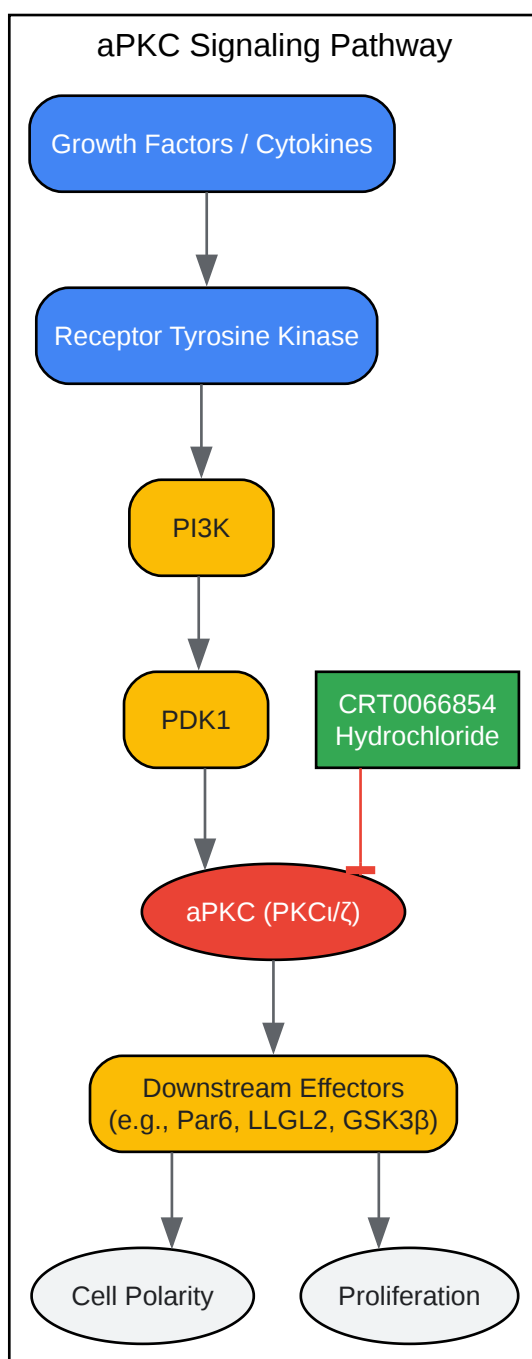 aPKC Signaling Pathway
Growth Factors / Cytokines
Receptor Tyrosine Kinase
PI3K
PDK1
CRT0066854
Hydrochloride
aPKC (PKCι/ζ)
Downstream Effectors
(e.g., Par6, LLGL2, GSK3β)
Cell Polarity
Proliferation